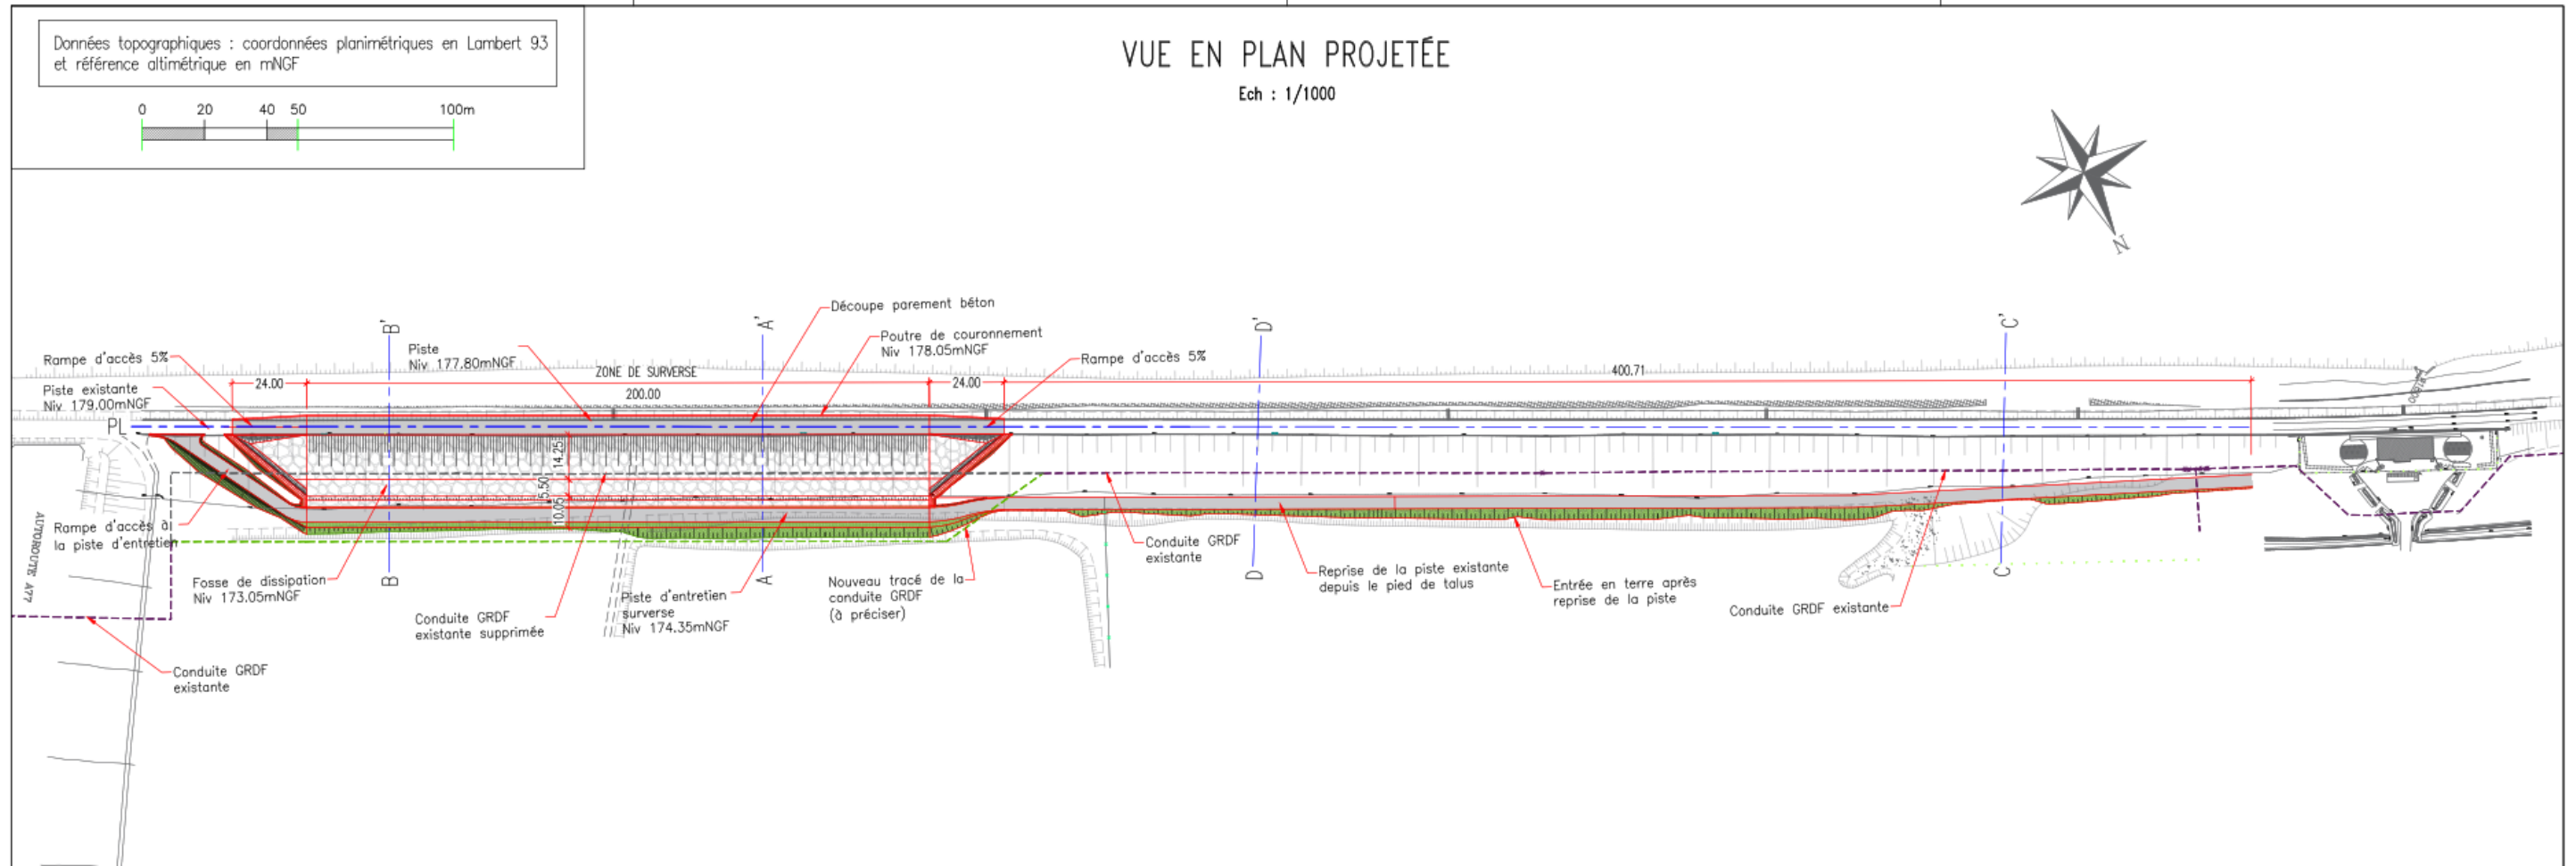 Données topographiques : coordonnées planimétriques en Lambert 93
et référence altimétrique en mNGF
0 20 40 50 100m
VUE EN PLAN PROJETÉE
Ech : 1/1000
N
Découpe parement béton
Poutre de couronnement
Niv 178.05mNGF
Rampe d'accès 5%
Piste
Niv 177.80mNGF
Rampe d'accès 5%
Piste existante
Niv 179.00mNGF
B'
A'
D'
C'
24.00
ZONE DE SURVERSE
200.00
24.00
400.71
PL
14.25
5.50
10.05
Rampe d'accès à
la piste d'entretien
AUTOROUTE A77
Fosse de dissipation
Niv 173.05mNGF
B
A
D
C
Conduite GRDF
existante supprimée
Piste d'entretien
surverse
Niv 174.35mNGF
Nouveau tracé de la
conduite GRDF
(à préciser)
Conduite GRDF
existante
Reprise de la piste existante
depuis le pied de talus
Entrée en terre après
reprise de la piste
Conduite GRDF existante
Conduite GRDF
existante